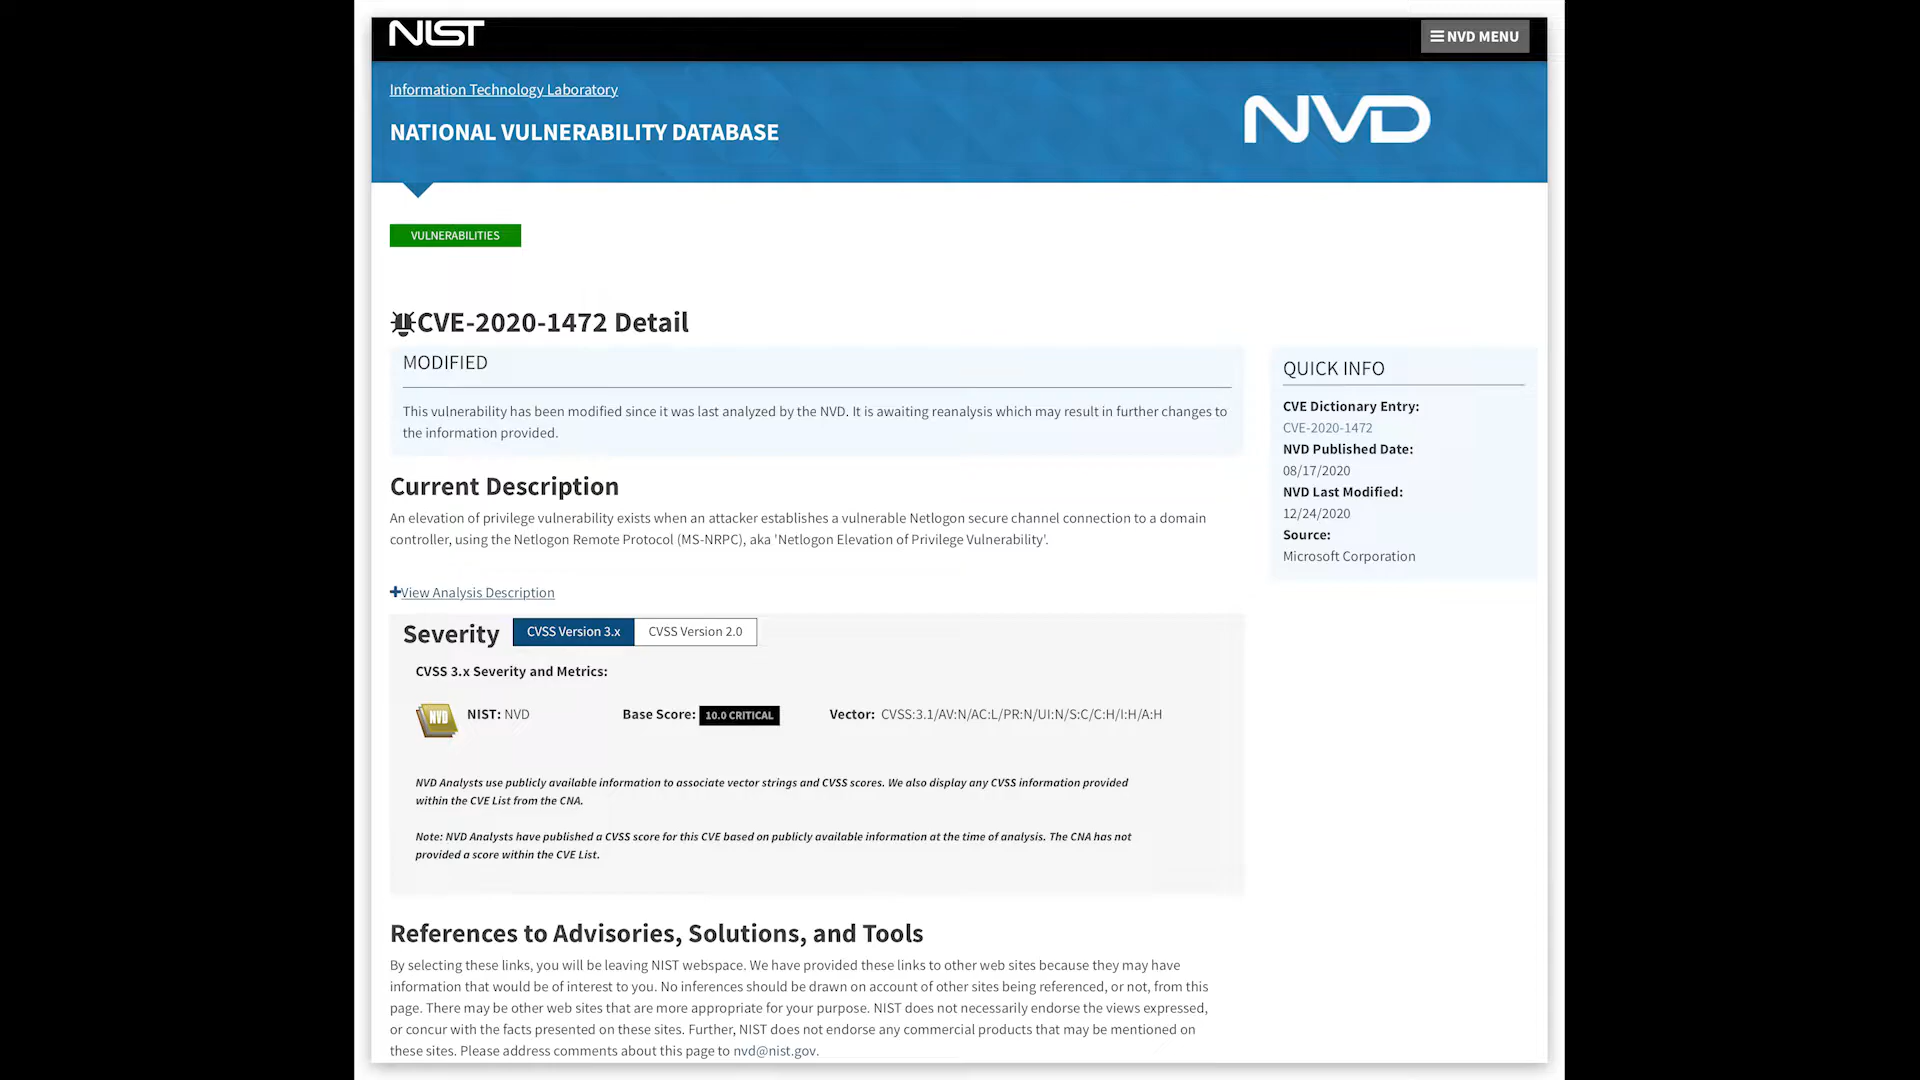 NIST
NVD MENU
Information Technology Laboratory
NATIONAL VULNERABILITY DATABASE
NVD
VULNERABILITIES
CVE-2020-1472 Detail
MODIFIED
This vulnerability has been modified since it was last analyzed by the NVD. It is awaiting reanalysis which may result in further changes to
the information provided.
QUICK INFO
CVE Dictionary Entry:
CVE-2020-1472
NVD Published Date:
08/17/2020
NVD Last Modified:
12/24/2020
Source:
Microsoft Corporation
Current Description
An elevation of privilege vulnerability exists when an attacker establishes a vulnerable Netlogon secure channel connection to a domain
controller, using the Netlogon Remote Protocol (MS-NRPC), aka 'Netlogon Elevation of Privilege Vulnerability'.
View Analysis Description
Severity CVSS Version 3.x CVSS Version 2.0
CVSS 3.x Severity and Metrics:
NVD NIST: NVD Base Score: 10.0 CRITICAL Vector: CVSS:3.1/AV:N/AC:L/PR:N/UI:N/S:C/C:H/I:H/A:H
NVD Analysts use publicly available information to associate vector strings and CVSS scores. We also display any CVSS information provided
within the CVE List from the CNA.
Note: NVD Analysts have published a CVSS score for this CVE based on publicly available information at the time of analysis. The CNA has not
provided a score within the CVE List.
References to Advisories, Solutions, and Tools
By selecting these links, you will be leaving NIST webspace. We have provided these links to other web sites because they may have
information that would be of interest to you. No inferences should be drawn on account of other sites being referenced, or not, from this
page. There may be other web sites that are more appropriate for your purpose. NIST does not necessarily endorse the views expressed,
or concur with the facts presented on these sites. Further, NIST does not endorse any commercial products that may be mentioned on
these sites. Please address comments about this page to nvd@nist.gov.